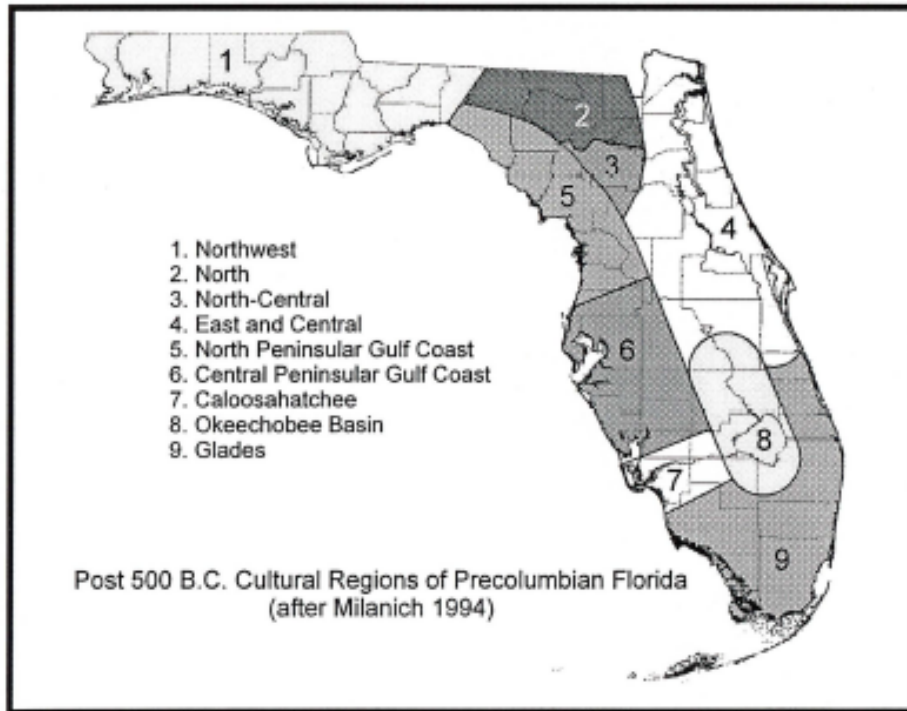 1
2
3
5
4
1. Northwest
2. North
3. North-Central
4. East and Central
5. North Peninsular Gulf Coast
6. Central Peninsular Gulf Coast
7. Caloosahatchee
8. Okeechobee Basin
9. Glades
6
8
7
9
Post 500 B.C. Cultural Regions of Precolumbian Florida
(after Milanich 1994)